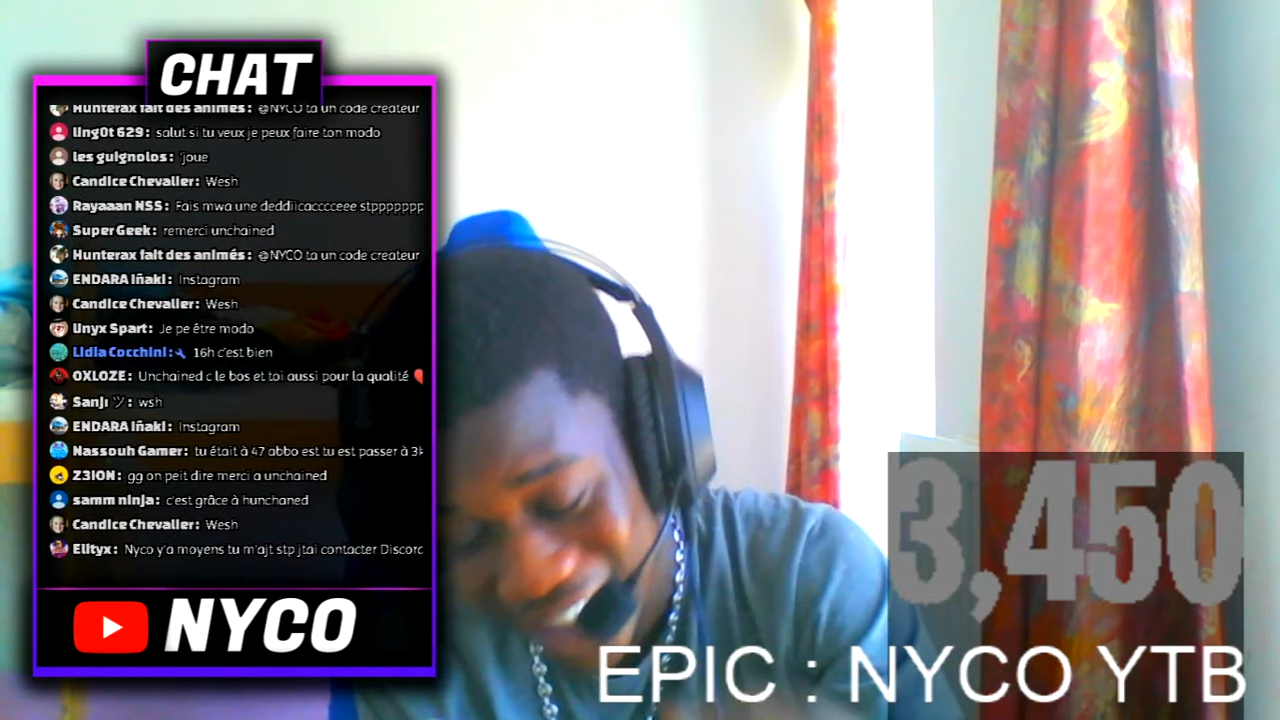 CHAT
Hunterax fait des animés: @NYCO ta un code createur
lIng0t 629: salut si tu veux je peux faire ton modo
les guignolos: 'joue
Candice Chevalier: Wesh
Rayaaan NSS: Fais mwa une deddiicacccceee stppppppp
Super Geek: remerci unchained
Hunterax fait des animés: @NYCO ta un code createur
ENDARA Iñaki: Instagram
Candice Chevalier: Wesh
Unyx Spart: Je pe être modo
Lidia Cocchini: 16h c'est bien
OXLOZE: Unchained c le bos et toi aussi pour la qualité
Sanji ツ: wsh
ENDARA Iñaki: Instagram
Nassouh Gamer: tu était à 47 abbo est tu est passer à
Z3ION: gg on peit dire merci a unchained
samm ninja: c'est grâce à hunchaned
Candice Chevalier: Wesh
Elityx: Nyco y'a moyens tu m'ajt stp jtai contacter Discord
NYCO
3,450
EPIC : NYCO YTB